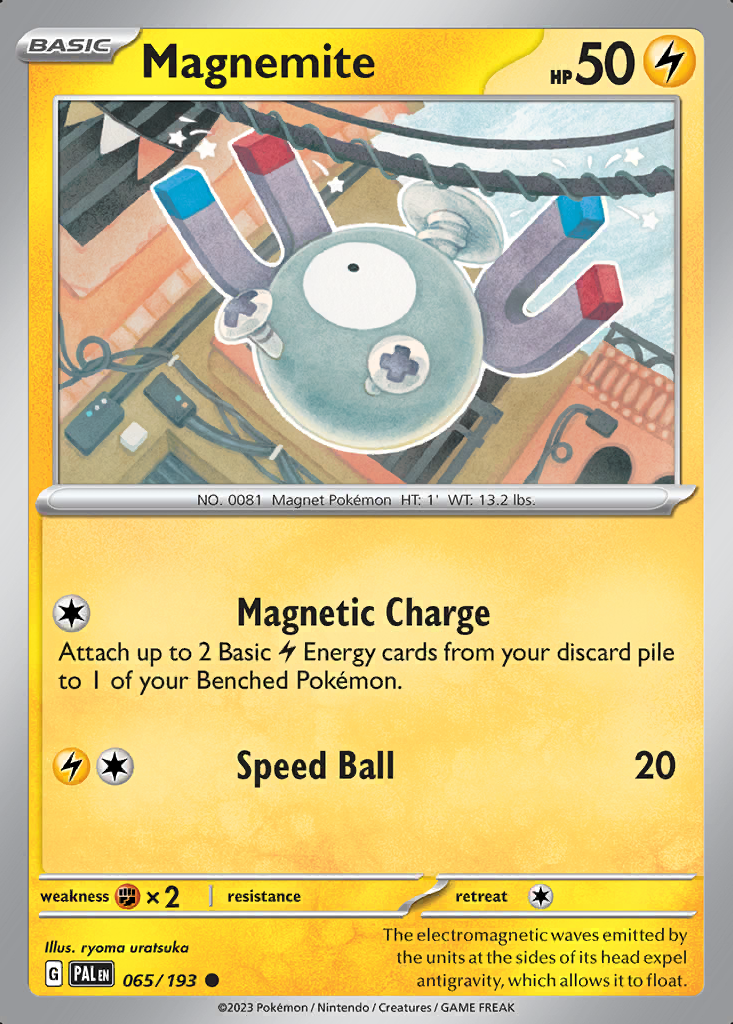 BASIC
Magnemite
HP 50
NO. 0081 Magnet Pokémon HT: 1' WT: 13.2 lbs.
Magnetic Charge
Attach up to 2 Basic Energy cards from your discard pile
to 1 of your Benched Pokémon.
Speed Ball 20
weakness ×2 resistance retreat
Illus. ryoma uratsuka
The electromagnetic waves emitted by
the units at the sides of its head expel
antigravity, which allows it to float.
G PAL EN 065/193
©2023 Pokémon / Nintendo / Creatures / GAME FREAK